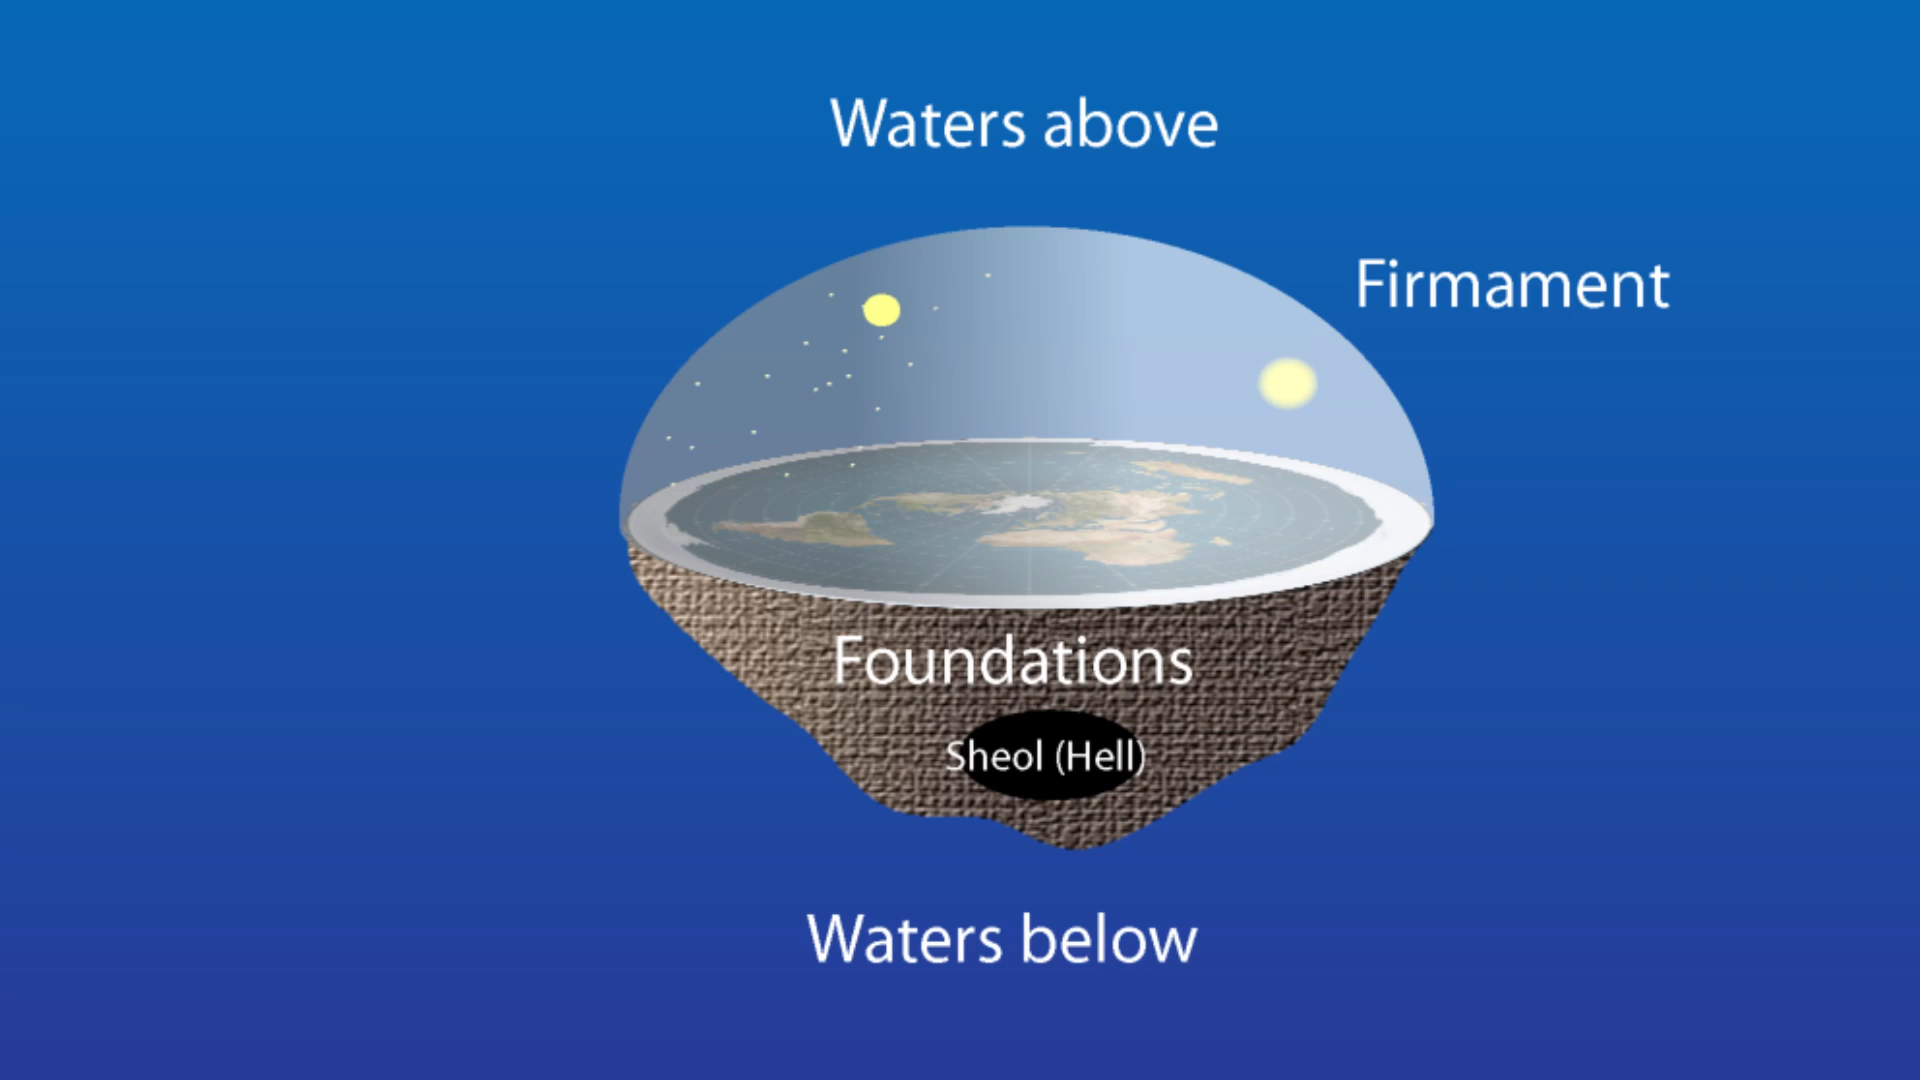 Waters above
Firmament
Foundations
Sheol (Hell)
Waters below